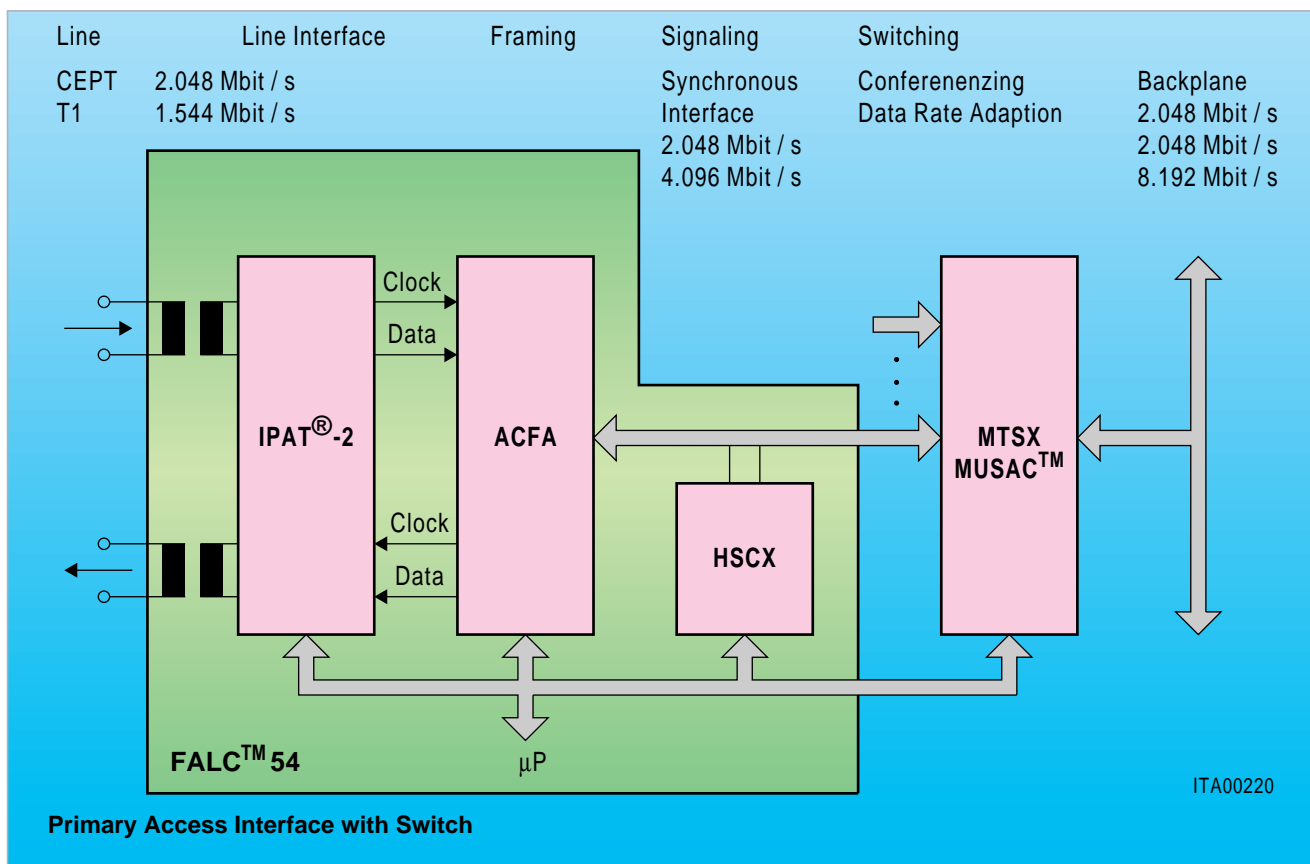 Line Line Interface Framing Signaling Switching
CEPT 2.048 Mbit / s Synchronous Conferenenzing Backplane
T1 1.544 Mbit / s Interface Data Rate Adaption 2.048 Mbit / s
2.048 Mbit / s 2.048 Mbit / s
4.096 Mbit / s 8.192 Mbit / s
Clock
Data
IPAT®-2 ACFA MTSX
MUSAC™
Clock
HSCX
Data
FALC™ 54 µP
ITA00220
Primary Access Interface with Switch